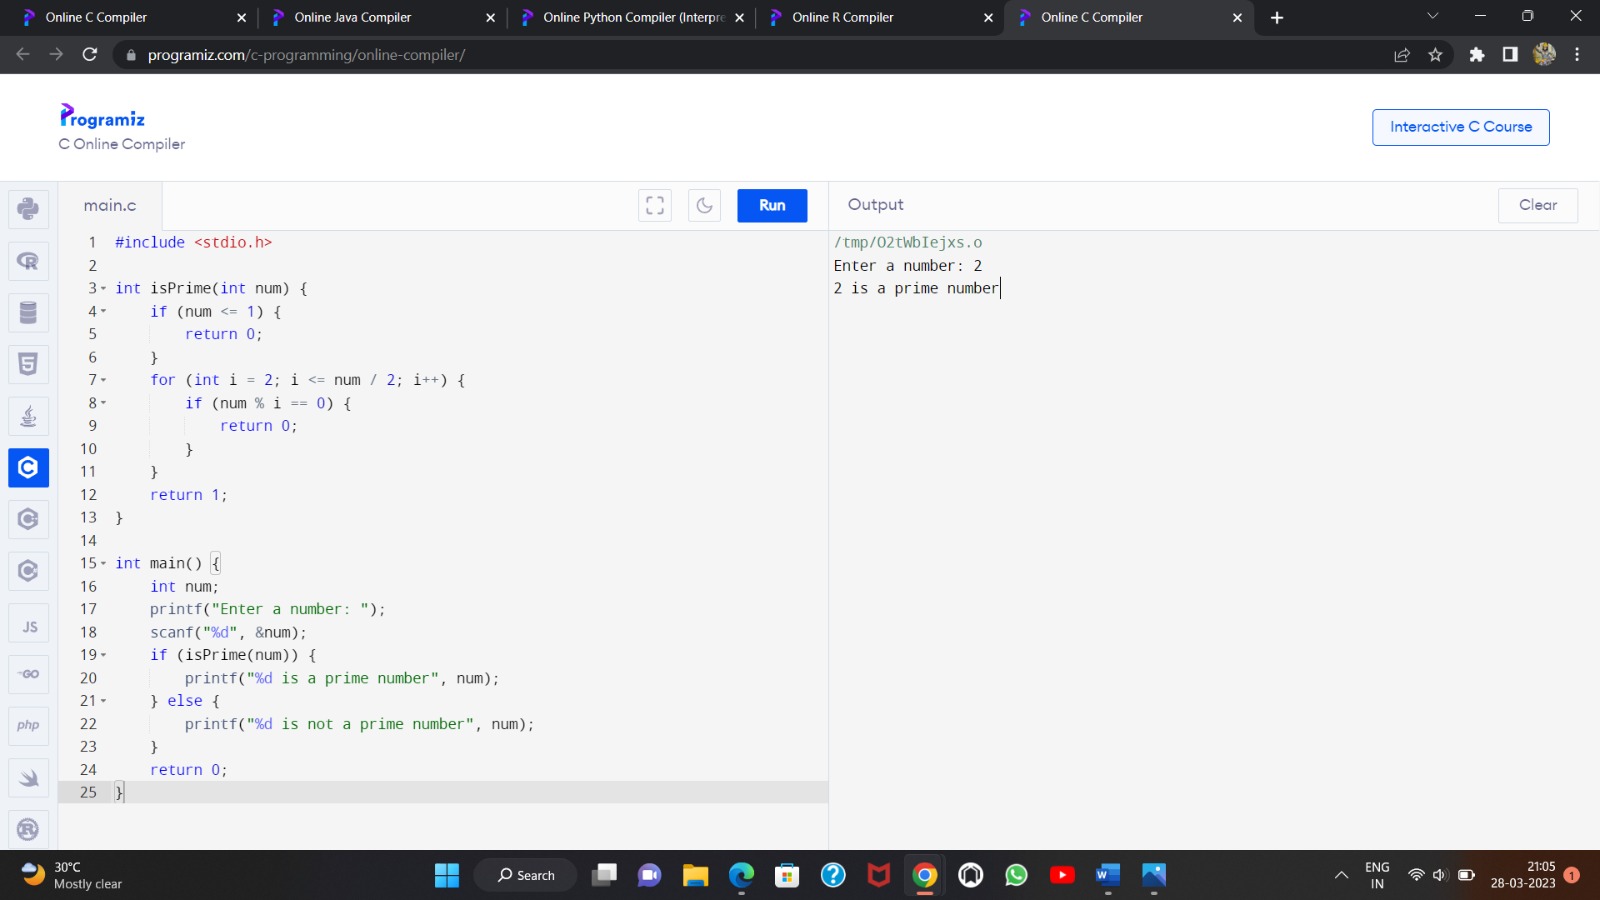 Online C Compiler
Online Java Compiler
Online Python Compiler (Interpre
Online R Compiler
Online C Compiler
programiz.com/c-programming/online-compiler/
Programiz
C Online Compiler
Interactive C Course
main.c
Run
Output
Clear
1 #include <stdio.h>
2
3 int isPrime(int num) {
4     if (num <= 1) {
5         return 0;
6     }
7     for (int i = 2; i <= num / 2; i++) {
8         if (num % i == 0) {
9             return 0;
10         }
11     }
12     return 1;
13 }
14
15 int main() {
16     int num;
17     printf("Enter a number: ");
18     scanf("%d", &num);
19     if (isPrime(num)) {
20         printf("%d is a prime number", num);
21     } else {
22         printf("%d is not a prime number", num);
23     }
24     return 0;
25 }
/tmp/O2tWbIejxs.o
Enter a number: 2
2 is a prime number
R
5
C
C
C
JS
GO
php
R
30°C
Mostly clear
Search
W
ENG
IN
21:05
28-03-2023
1